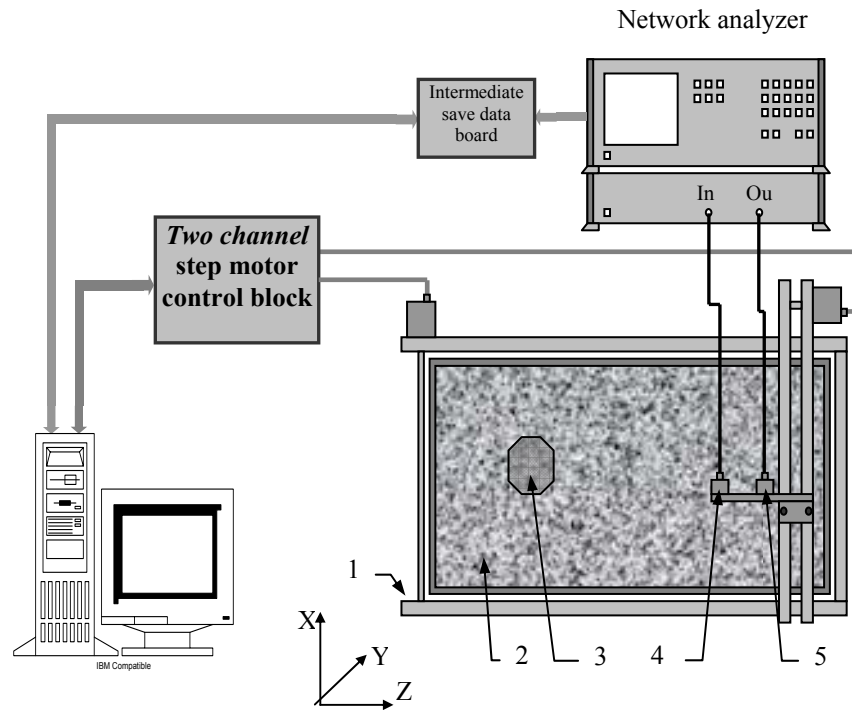 Network analyzer
Intermediate
save data
board
In Ou
Two channel
step motor
control block
1
X
Y
Z
2 3 4 5
IBM Compatible